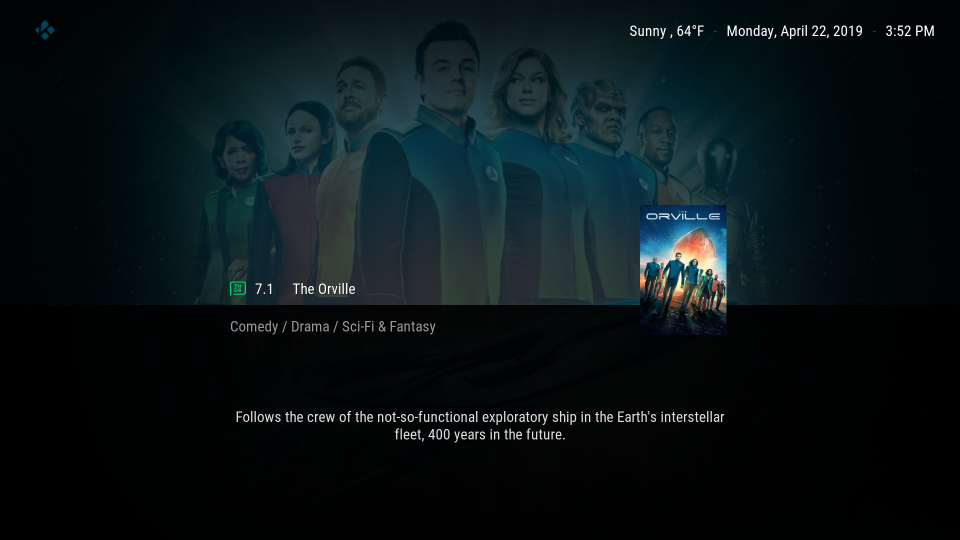 Sunny , 64°F - Monday, April 22, 2019 - 3:52 PM
ORVILLE
7.1 The Orville
Comedy / Drama / Sci-Fi & Fantasy
Follows the crew of the not-so-functional exploratory ship in the Earth's interstellar
fleet, 400 years in the future.